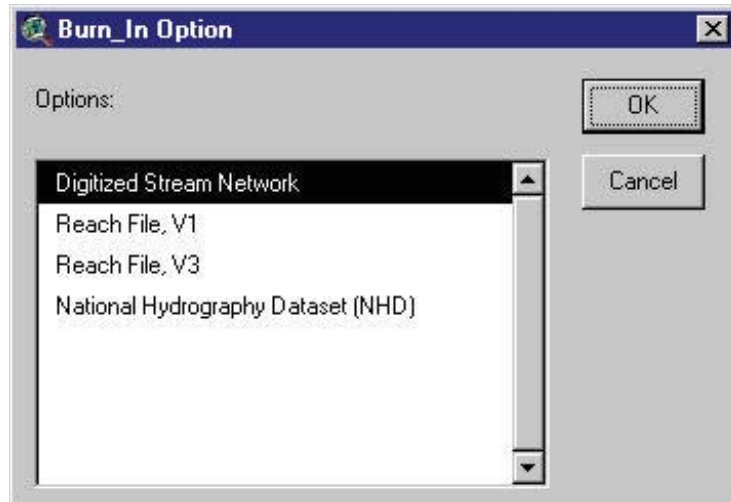 Burn_In Option
Options:
OK
Cancel
Digitized Stream Network
Reach File, V1
Reach File, V3
National Hydrography Dataset (NHD)